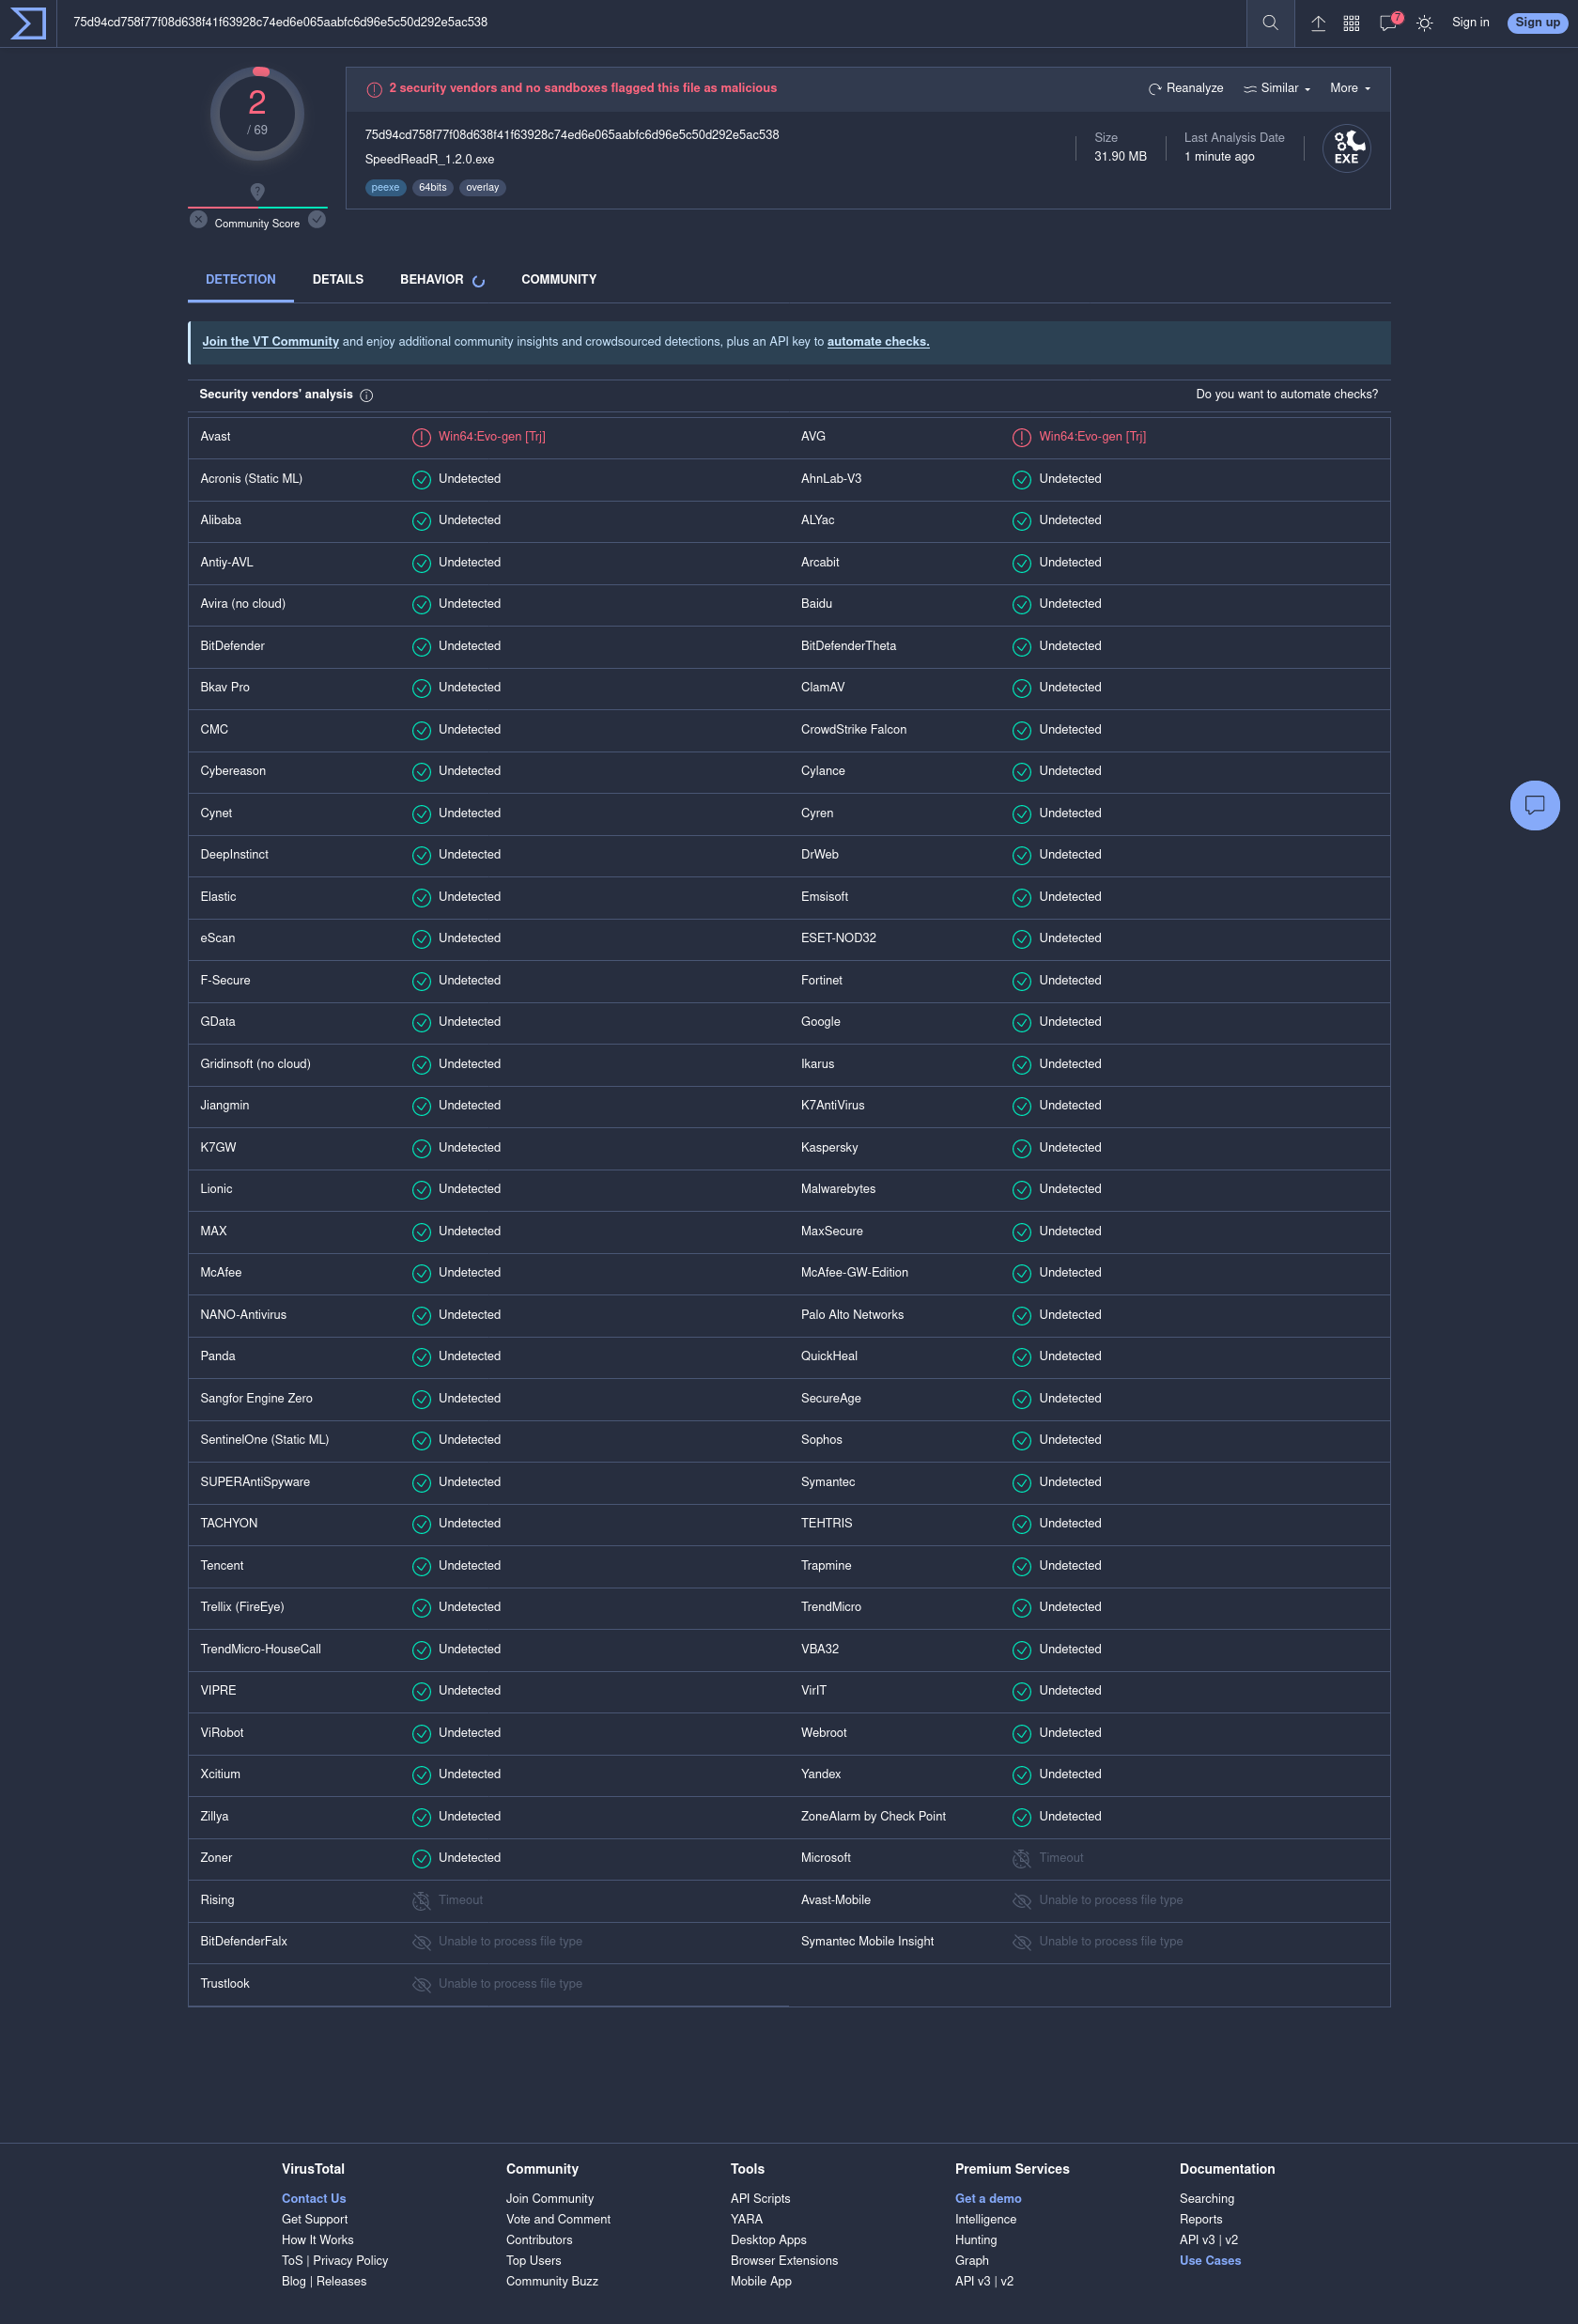 75d94cd758f77f08d638f41f63928c74ed6e065aabfc6d96e5c50d292e5ac538
7
Sign in
Sign up
2
/ 69
?
Community Score
2 security vendors and no sandboxes flagged this file as malicious
Reanalyze
Similar
More
75d94cd758f77f08d638f41f63928c74ed6e065aabfc6d96e5c50d292e5ac538
SpeedReadR_1.2.0.exe
peexe
64bits
overlay
Size
31.90 MB
Last Analysis Date
1 minute ago
EXE
DETECTION
DETAILS
BEHAVIOR
COMMUNITY
Join the VT Community and enjoy additional community insights and crowdsourced detections, plus an API key to automate checks.
Security vendors' analysis
Do you want to automate checks?
Avast Win64:Evo-gen [Trj] AVG Win64:Evo-gen [Trj]
Acronis (Static ML) Undetected AhnLab-V3 Undetected
Alibaba Undetected ALYac Undetected
Antiy-AVL Undetected Arcabit Undetected
Avira (no cloud) Undetected Baidu Undetected
BitDefender Undetected BitDefenderTheta Undetected
Bkav Pro Undetected ClamAV Undetected
CMC Undetected CrowdStrike Falcon Undetected
Cybereason Undetected Cylance Undetected
Cynet Undetected Cyren Undetected
DeepInstinct Undetected DrWeb Undetected
Elastic Undetected Emsisoft Undetected
eScan Undetected ESET-NOD32 Undetected
F-Secure Undetected Fortinet Undetected
GData Undetected Google Undetected
Gridinsoft (no cloud) Undetected Ikarus Undetected
Jiangmin Undetected K7AntiVirus Undetected
K7GW Undetected Kaspersky Undetected
Lionic Undetected Malwarebytes Undetected
MAX Undetected MaxSecure Undetected
McAfee Undetected McAfee-GW-Edition Undetected
NANO-Antivirus Undetected Palo Alto Networks Undetected
Panda Undetected QuickHeal Undetected
Sangfor Engine Zero Undetected SecureAge Undetected
SentinelOne (Static ML) Undetected Sophos Undetected
SUPERAntiSpyware Undetected Symantec Undetected
TACHYON Undetected TEHTRIS Undetected
Tencent Undetected Trapmine Undetected
Trellix (FireEye) Undetected TrendMicro Undetected
TrendMicro-HouseCall Undetected VBA32 Undetected
VIPRE Undetected VirIT Undetected
ViRobot Undetected Webroot Undetected
Xcitium Undetected Yandex Undetected
Zillya Undetected ZoneAlarm by Check Point Undetected
Zoner Undetected Microsoft Timeout
Rising Timeout Avast-Mobile Unable to process file type
BitDefenderFalx Unable to process file type Symantec Mobile Insight Unable to process file type
Trustlook Unable to process file type
VirusTotal
Contact Us
Get Support
How It Works
ToS | Privacy Policy
Blog | Releases
Community
Join Community
Vote and Comment
Contributors
Top Users
Community Buzz
Tools
API Scripts
YARA
Desktop Apps
Browser Extensions
Mobile App
Premium Services
Get a demo
Intelligence
Hunting
Graph
API v3 | v2
Documentation
Searching
Reports
API v3 | v2
Use Cases